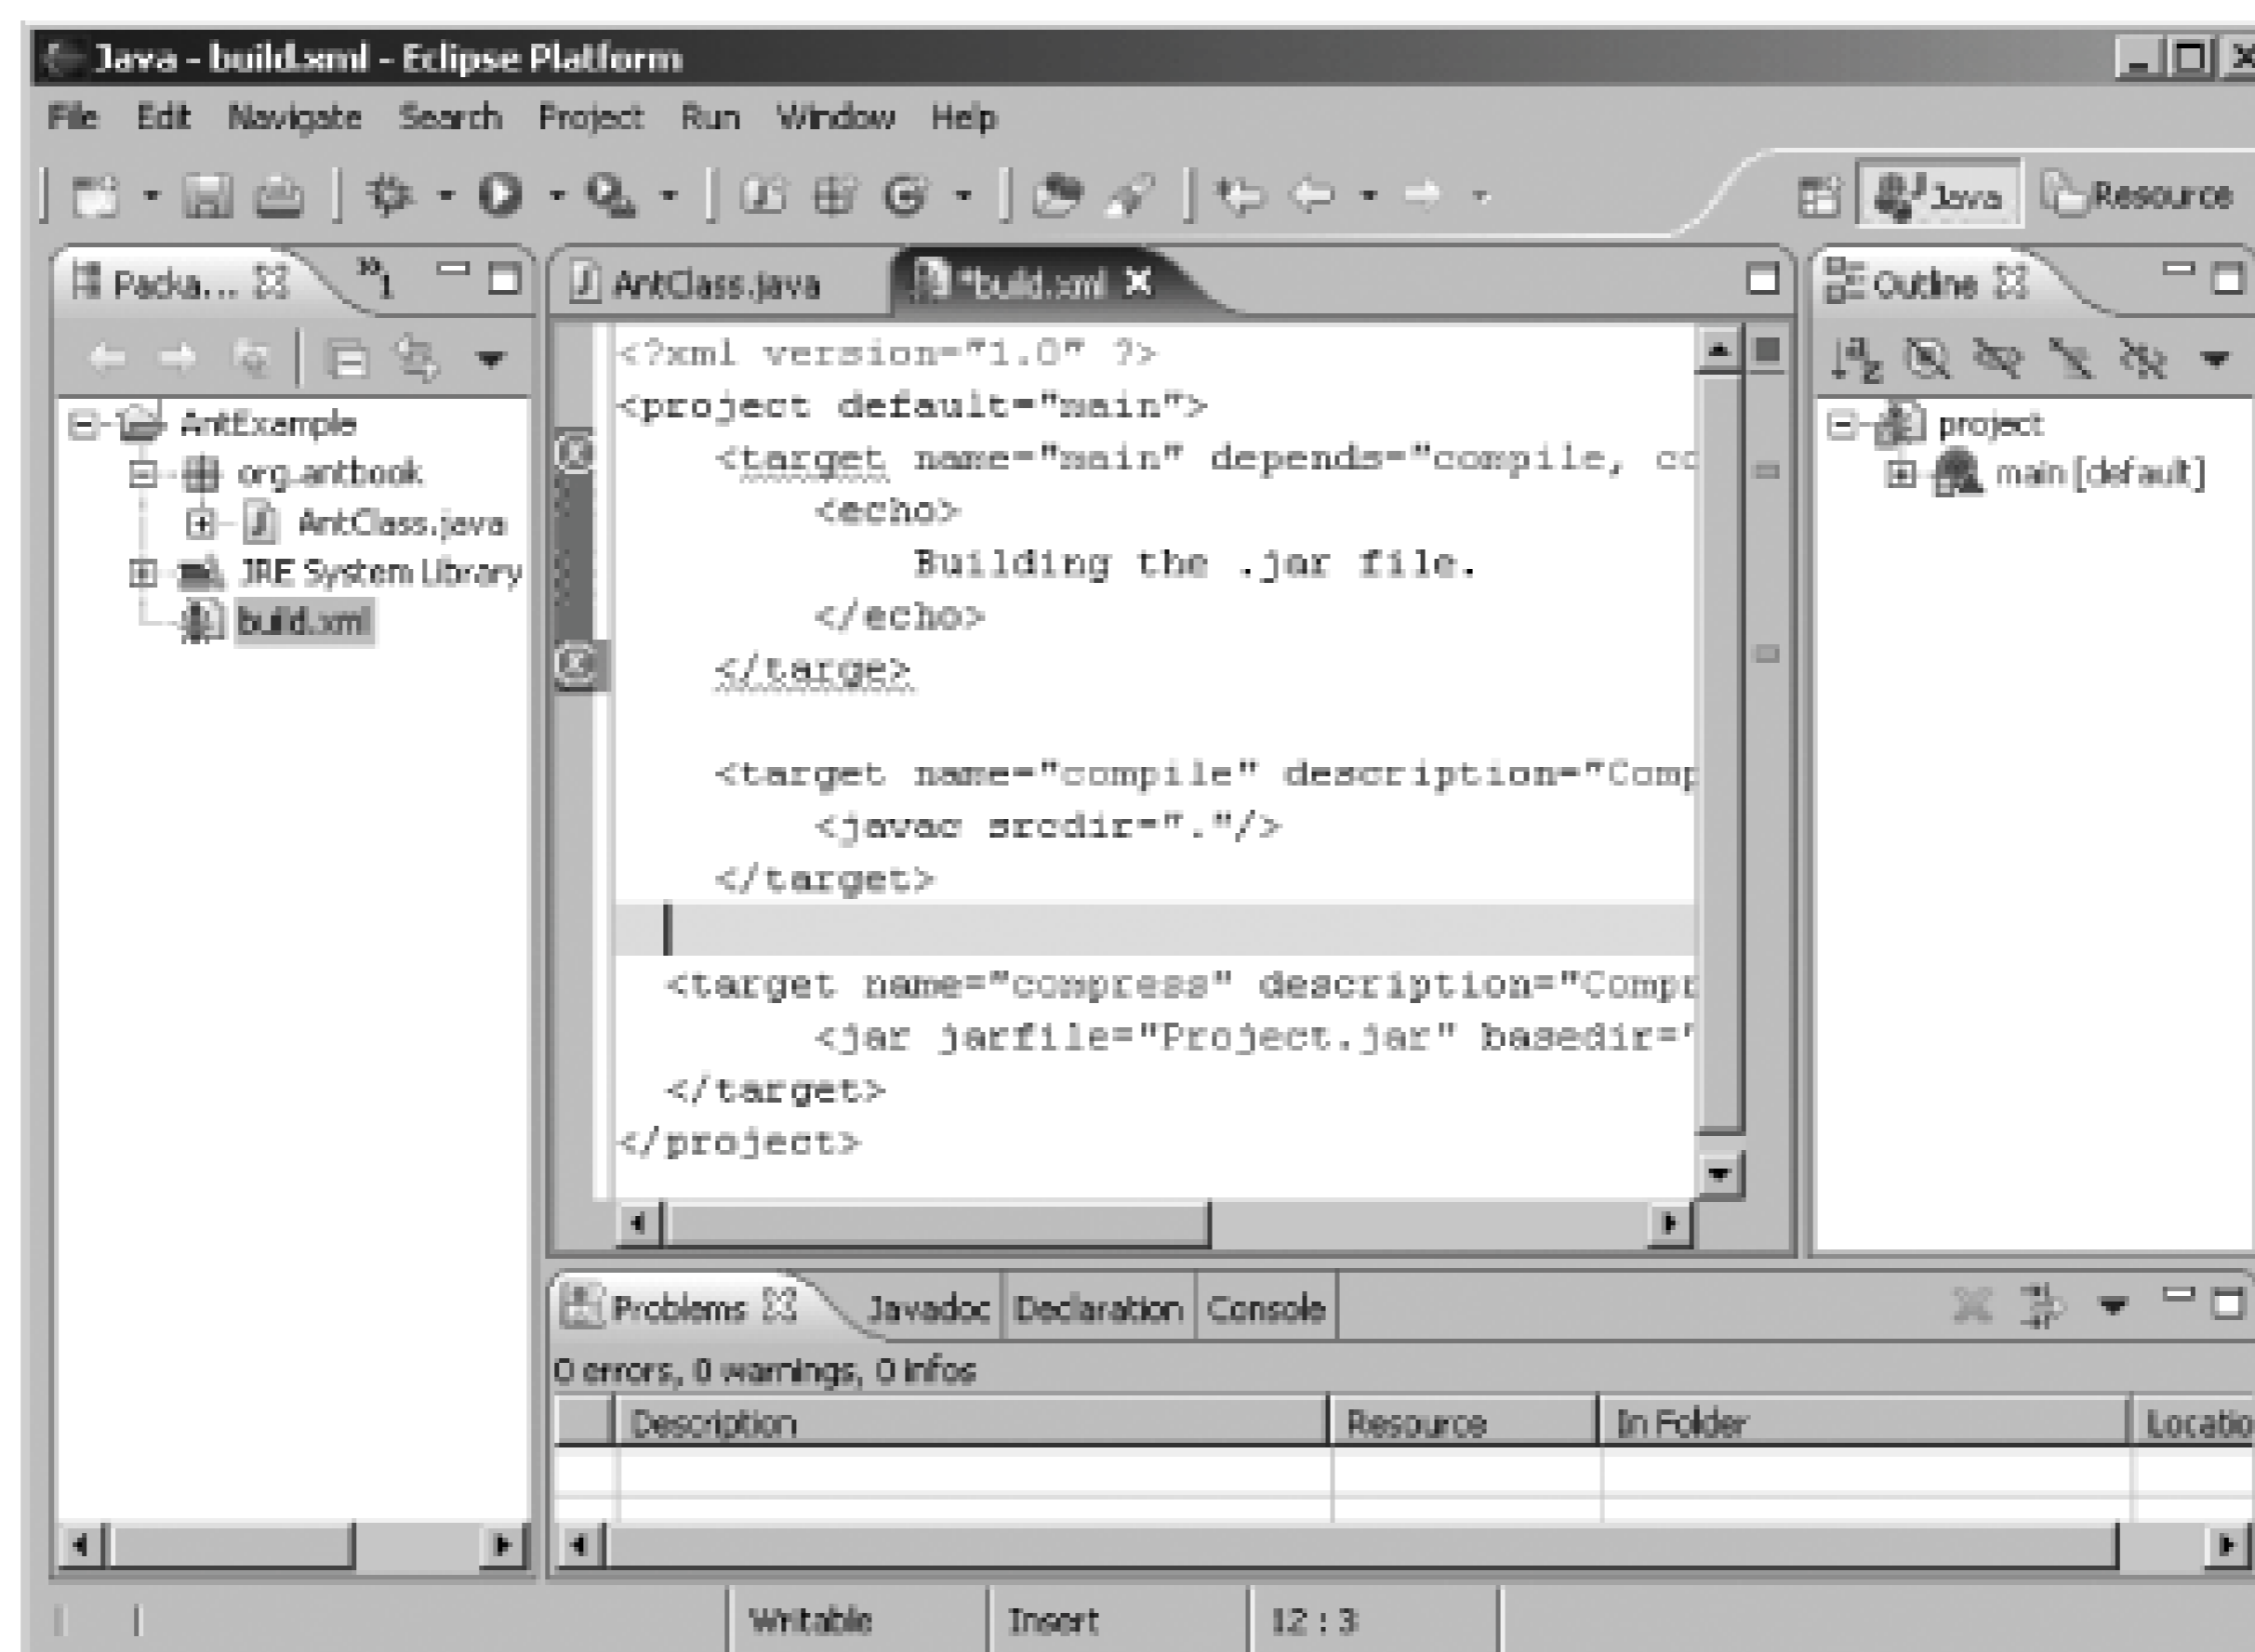 Java - build.xml - Eclipse Platform
File Edit Navigate Search Project Run Window Help
Java Resource
Packa... 1
AntClass.java *build.xml
Outline
AntExample
org.antbook
AntClass.java
JRE System Library
build.xml
<?xml version="1.0" ?>
<project default="main">
<target name="main" depends="compile, co
<echo>
Building the .jar file.
</echo>
</targe>
<target name="compile" description="Comp
<javac srcdir="."/>
</target>
<target name="compress" description="Compr
<jar jarfile="Project.jar" basedir="
</target>
</project>
project
main [default]
Problems Javadoc Declaration Console
0 errors, 0 warnings, 0 infos
Description Resource In Folder Locatio
Writable Insert 12 : 3